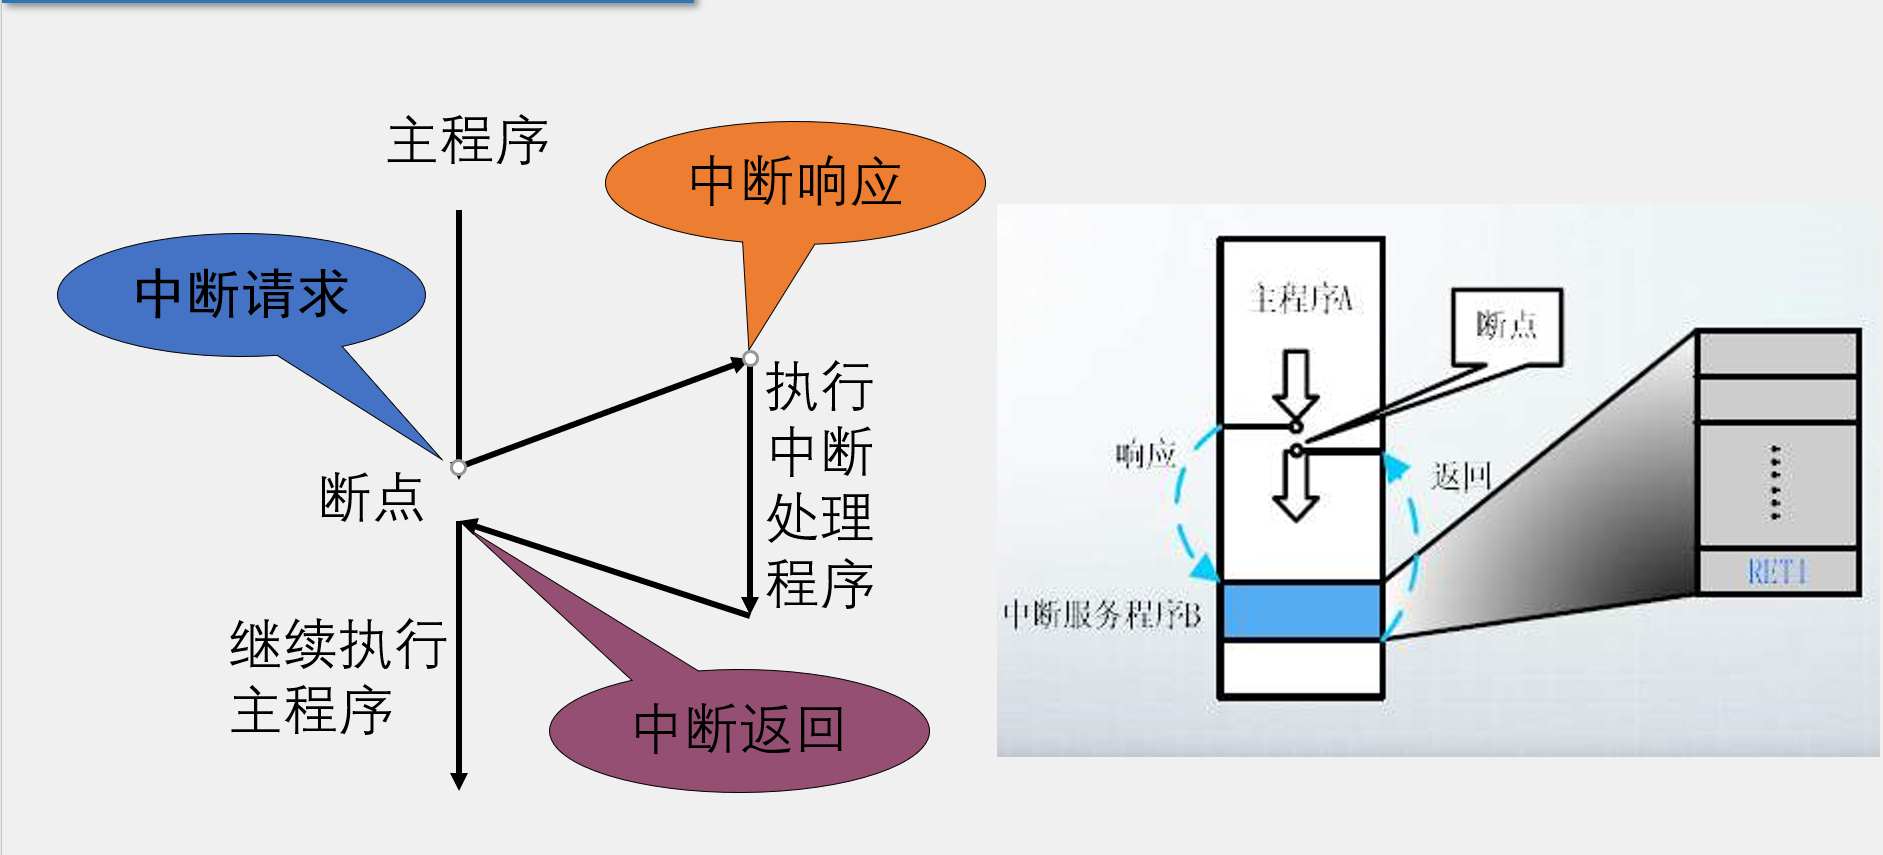 主程序
中断响应
中断请求
执行
中断
处理
程序
断点
继续执行
主程序
中断返回
主程序A
断点
响应
返回
中断服务程序B
RETI